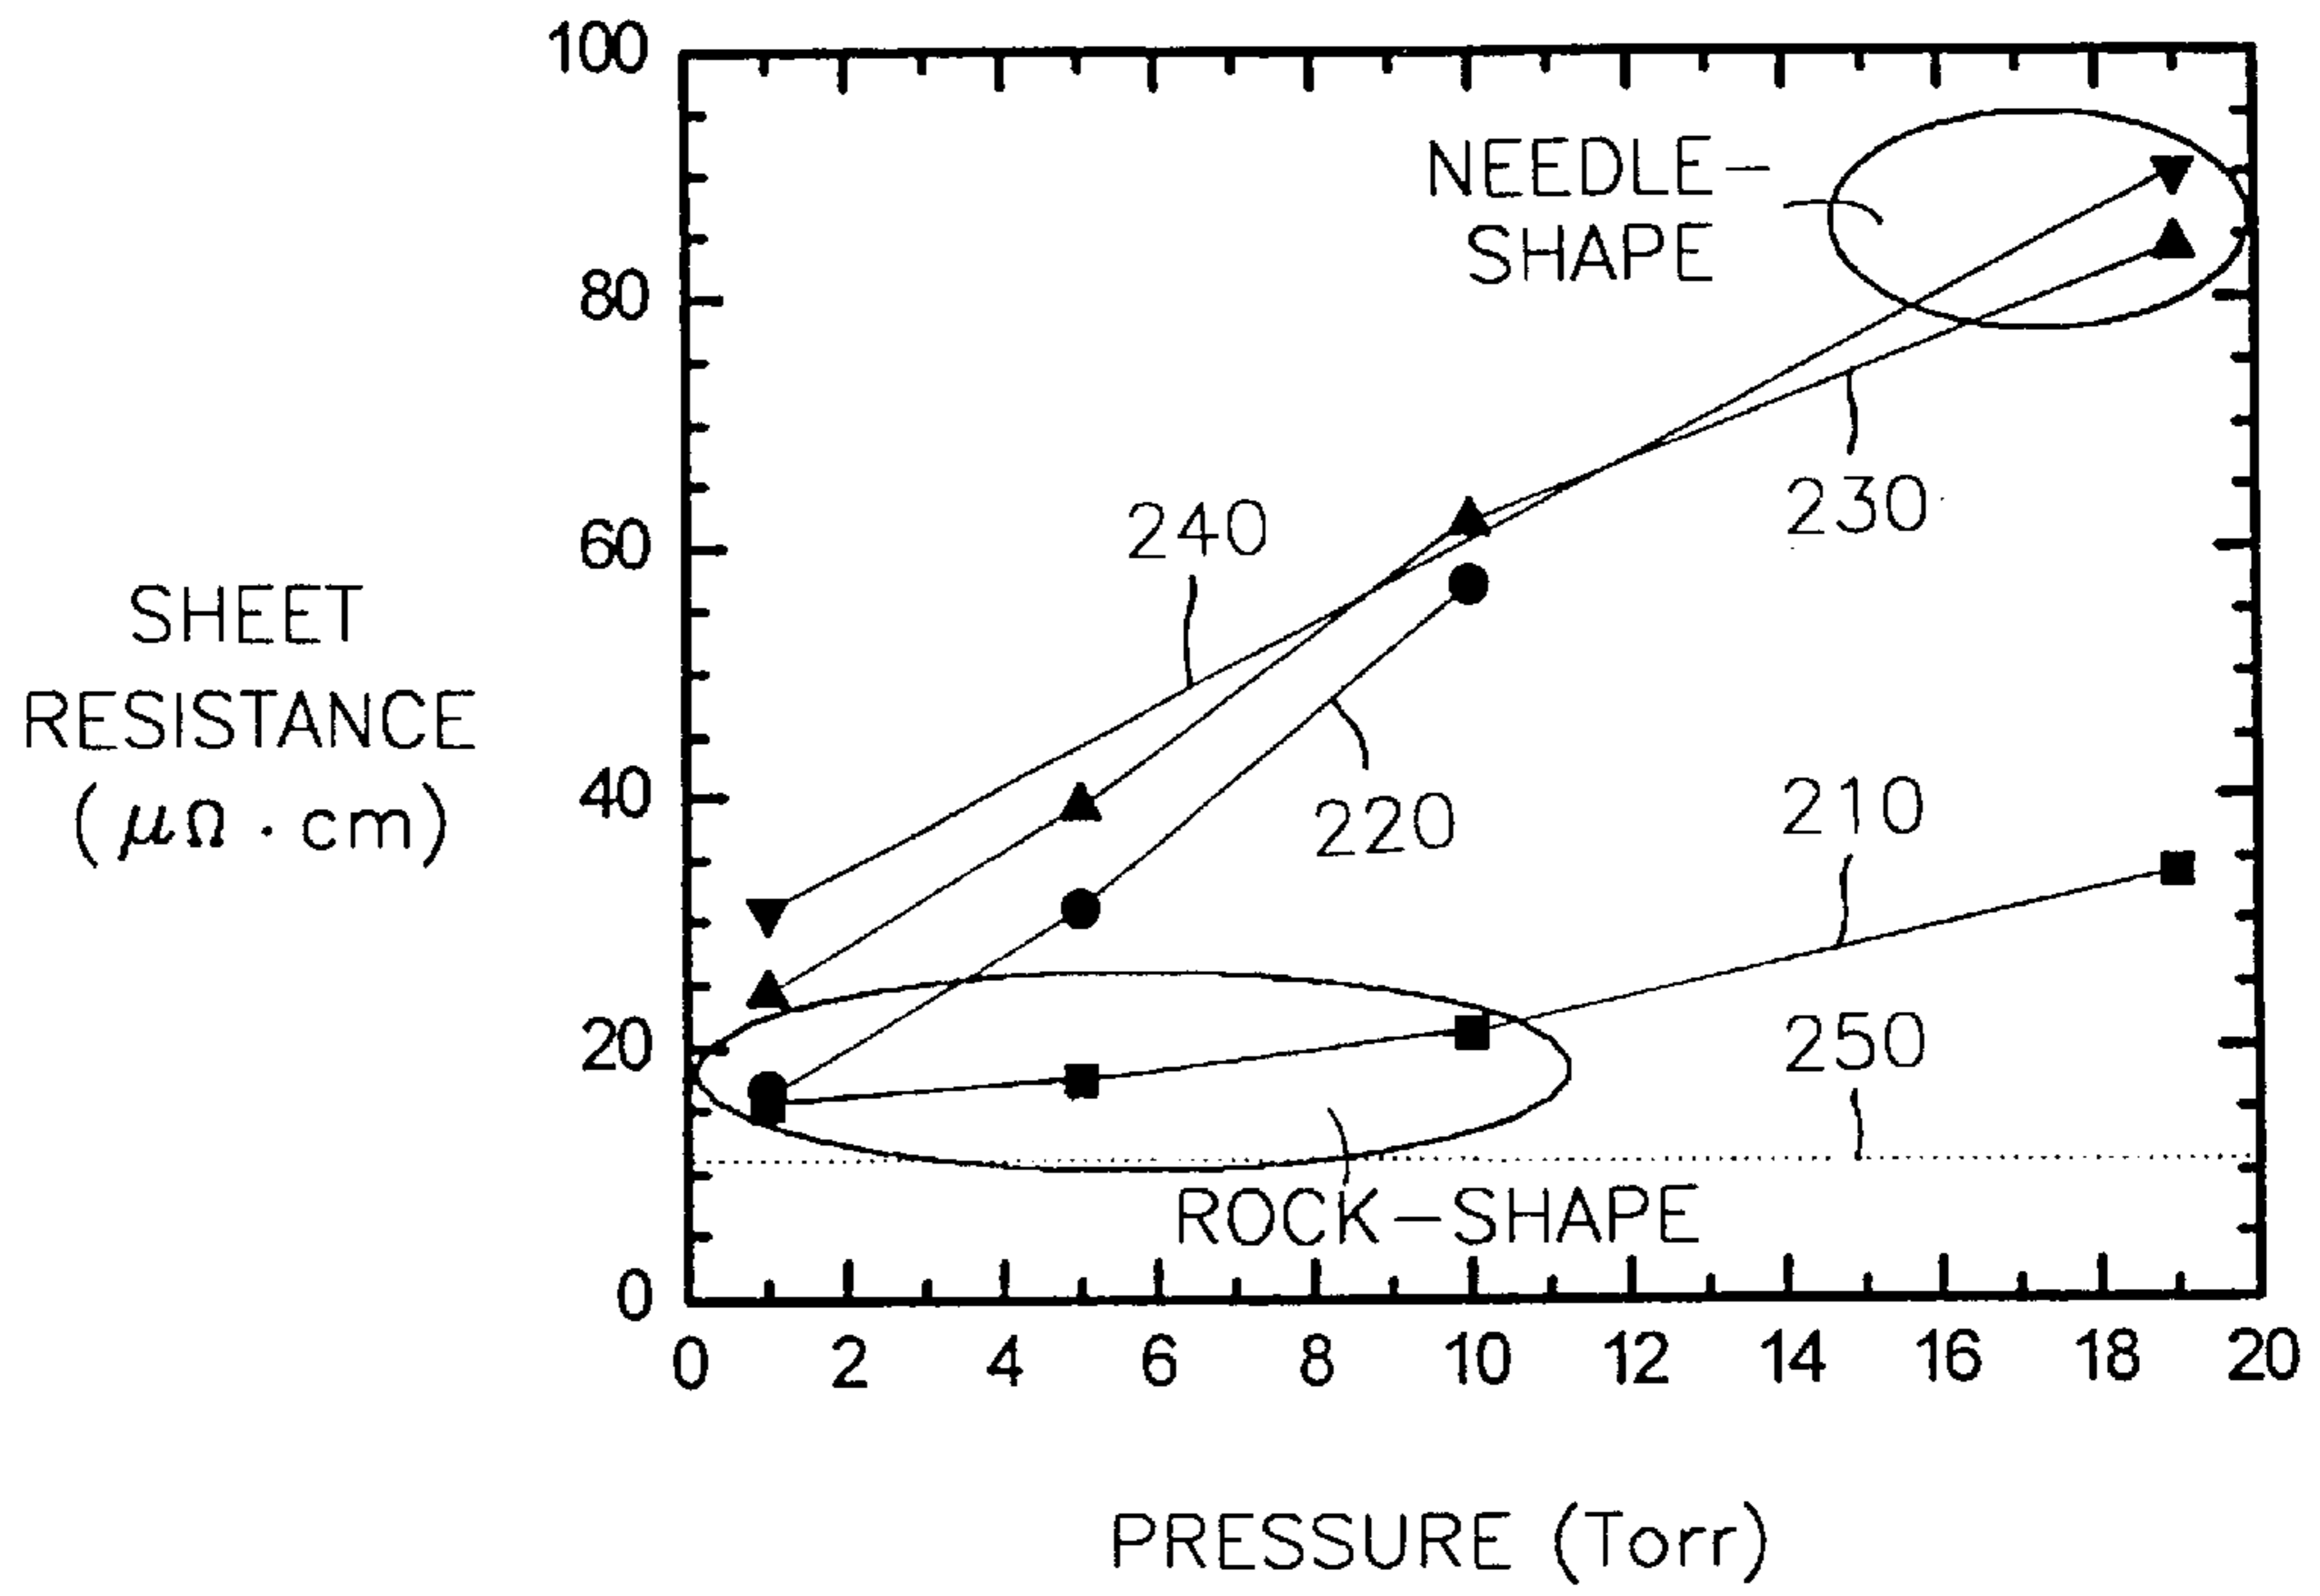 100
NEEDLE-
SHAPE
80
230
240
60
SHEET
RESISTANCE
(μΩ·cm)
40
220
210
20
250
ROCK-SHAPE
0
0 2 4 6 8 10 12 14 16 18 20
PRESSURE (Torr)